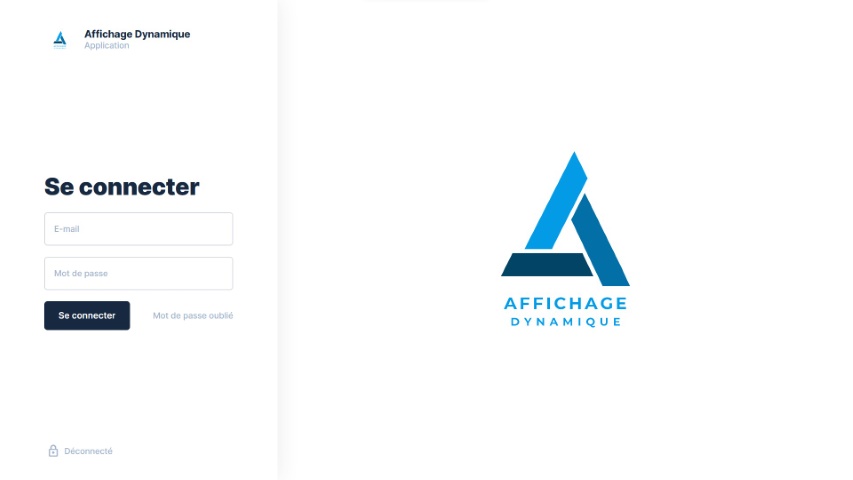 Affichage Dynamique
Application
Se connecter
E-mail
Mot de passe
Se connecter
Mot de passe oublié
Déconnecté
AFFICHAGE
DYNAMIQUE